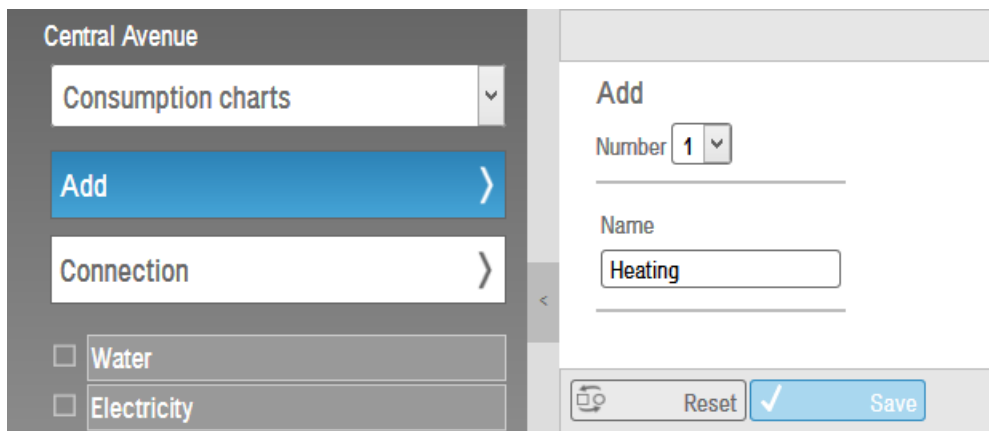 Central Avenue
Consumption charts
Add
Connection
Water
Electricity
<
Add
Number 1
Name
Heating
Reset
Save